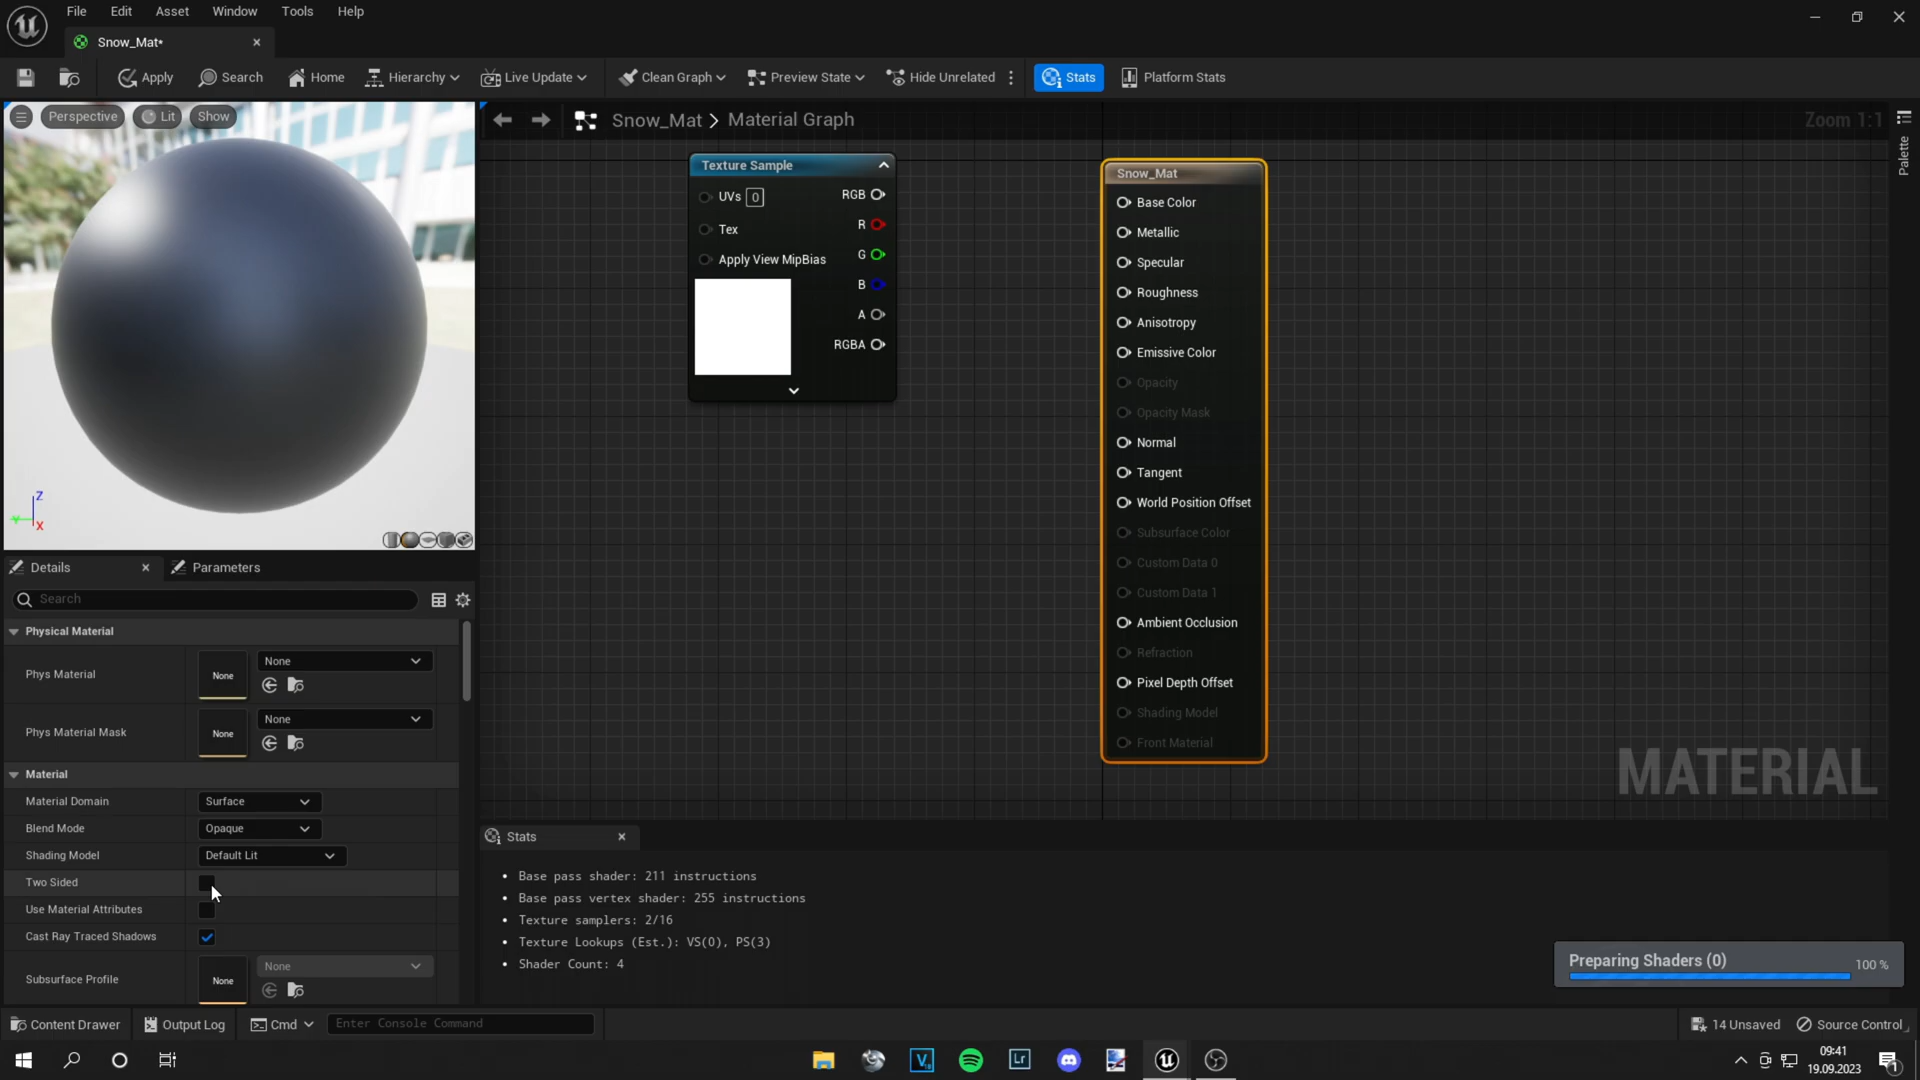 File Edit Asset Window Tools Help
Snow_Mat*
Apply Search Home Hierarchy Live Update Clean Graph Preview State Hide Unrelated Stats Platform Stats
Perspective Lit Show
Snow_Mat > Material Graph
Zoom 1:1
Palette
Texture Sample
UVs 0 RGB
R
Tex
G
Apply View MipBias
B
A
RGBA
Snow_Mat
Base Color
Metallic
Specular
Roughness
Anisotropy
Emissive Color
Opacity
Opacity Mask
Normal
Tangent
World Position Offset
Subsurface Color
Custom Data 0
Custom Data 1
Ambient Occlusion
Refraction
Pixel Depth Offset
Shading Model
Front Material
MATERIAL
Z
Y
X
Details Parameters
Search
Physical Material
Phys Material None None
Phys Material Mask None None
Material
Material Domain Surface
Blend Mode Opaque
Shading Model Default Lit
Two Sided
Use Material Attributes
Cast Ray Traced Shadows
Subsurface Profile None None
Stats
Base pass shader: 211 instructions
Base pass vertex shader: 255 instructions
Texture samplers: 2/16
Texture Lookups (Est.): VS(0), PS(3)
Shader Count: 4
Preparing Shaders (0) 100 %
Content Drawer Output Log Cmd Enter Console Command 14 Unsaved Source Control
Lr
09:41
19.09.2023
1